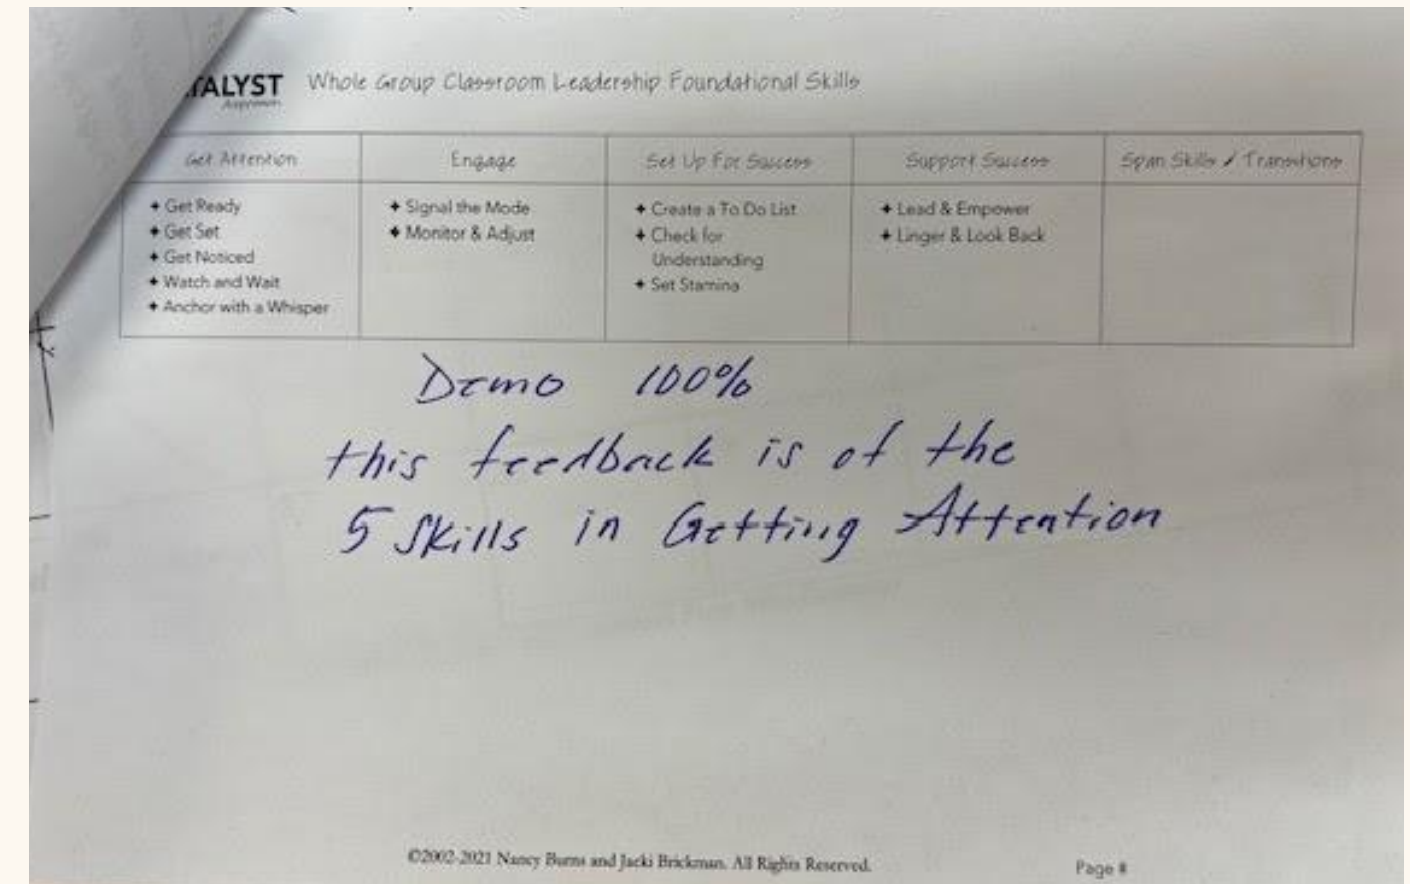 TALYST Whole Group Classroom Leadership Foundational Skills
Get Attention
✦ Get Ready
✦ Get Set
✦ Get Noticed
✦ Watch and Wait
✦ Anchor with a Whisper
Engage
✦ Signal the Mode
✦ Monitor & Adjust
Set Up For Success
✦ Create a To Do List
✦ Check for
Understanding
✦ Set Stamina
Support Success
✦ Lead & Empower
✦ Linger & Look Back
Span Skills / Transitions
Demo 100%
this feedback is of the
5 Skills in Getting Attention
©2002-2021 Nancy Burns and Jacki Brickman. All Rights Reserved.
Page #